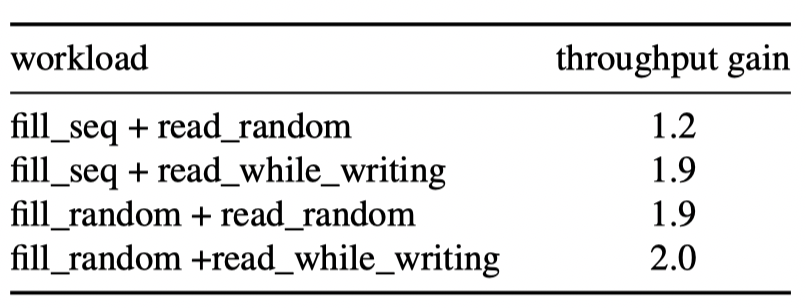 workload throughput gain
fill_seq + read_random 1.2
fill_seq + read_while_writing 1.9
fill_random + read_random 1.9
fill_random +read_while_writing 2.0